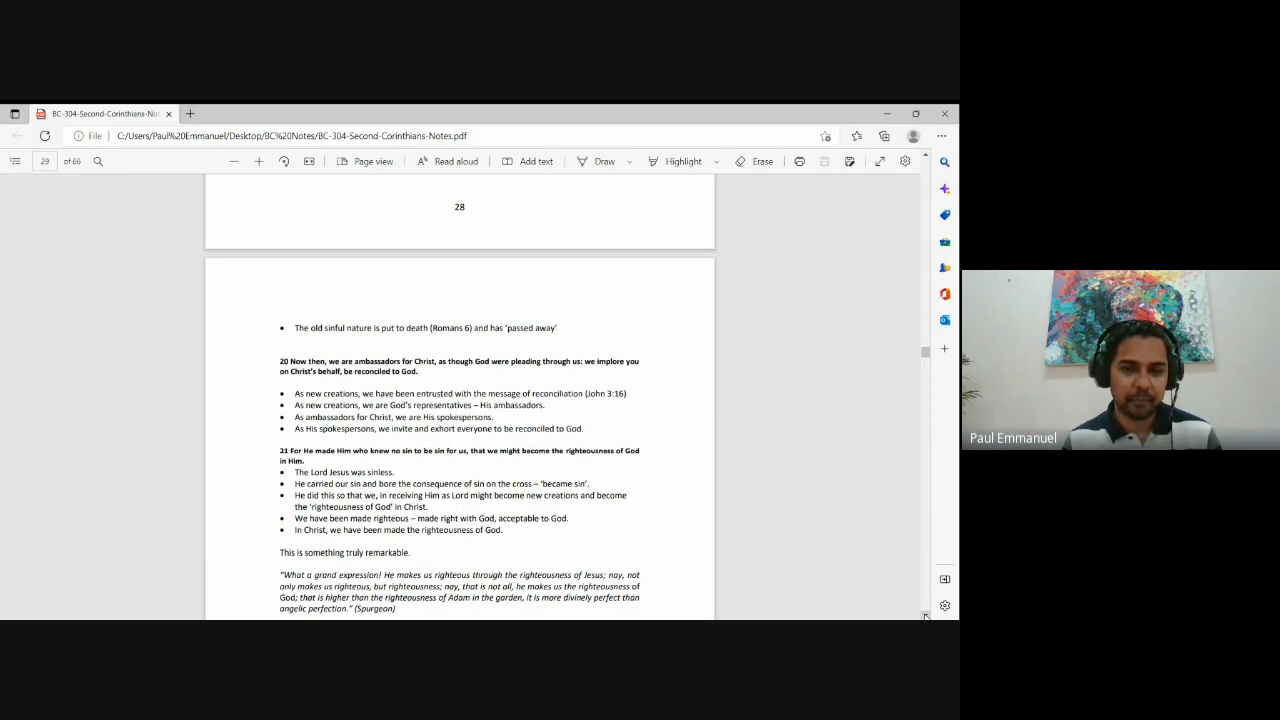 BC-304-Second-Corinthians-No
File C:/Users/Paul%20Emmanuel/Desktop/BC%20Notes/BC-304-Second-Corinthians-Notes.pdf
29 of 66 Page view Read aloud Add text Draw Highlight Erase
28
• The old sinful nature is put to death (Romans 6) and has ‘passed away’
20 Now then, we are ambassadors for Christ, as though God were pleading through us: we implore you
on Christ’s behalf, be reconciled to God.
• As new creations, we have been entrusted with the message of reconciliation (John 3:16)
• As new creations, we are God’s representatives – His ambassadors.
• As ambassadors for Christ, we are His spokespersons.
• As His spokespersons, we invite and exhort everyone to be reconciled to God.
21 For He made Him who knew no sin to be sin for us, that we might become the righteousness of God
in Him.
• The Lord Jesus was sinless.
• He carried our sin and bore the consequence of sin on the cross – ‘became sin’.
• He did this so that we, in receiving Him as Lord might become new creations and become
the ‘righteousness of God’ in Christ.
• We have been made righteous – made right with God, acceptable to God.
• In Christ, we have been made the righteousness of God.
This is something truly remarkable.
“What a grand expression! He makes us righteous through the righteousness of Jesus; nay, not
only makes us righteous, but righteousness; nay, that is not all, he makes us the righteousness of
God; that is higher than the righteousness of Adam in the garden, it is more divinely perfect than
angelic perfection.” (Spurgeon)
Paul Emmanuel